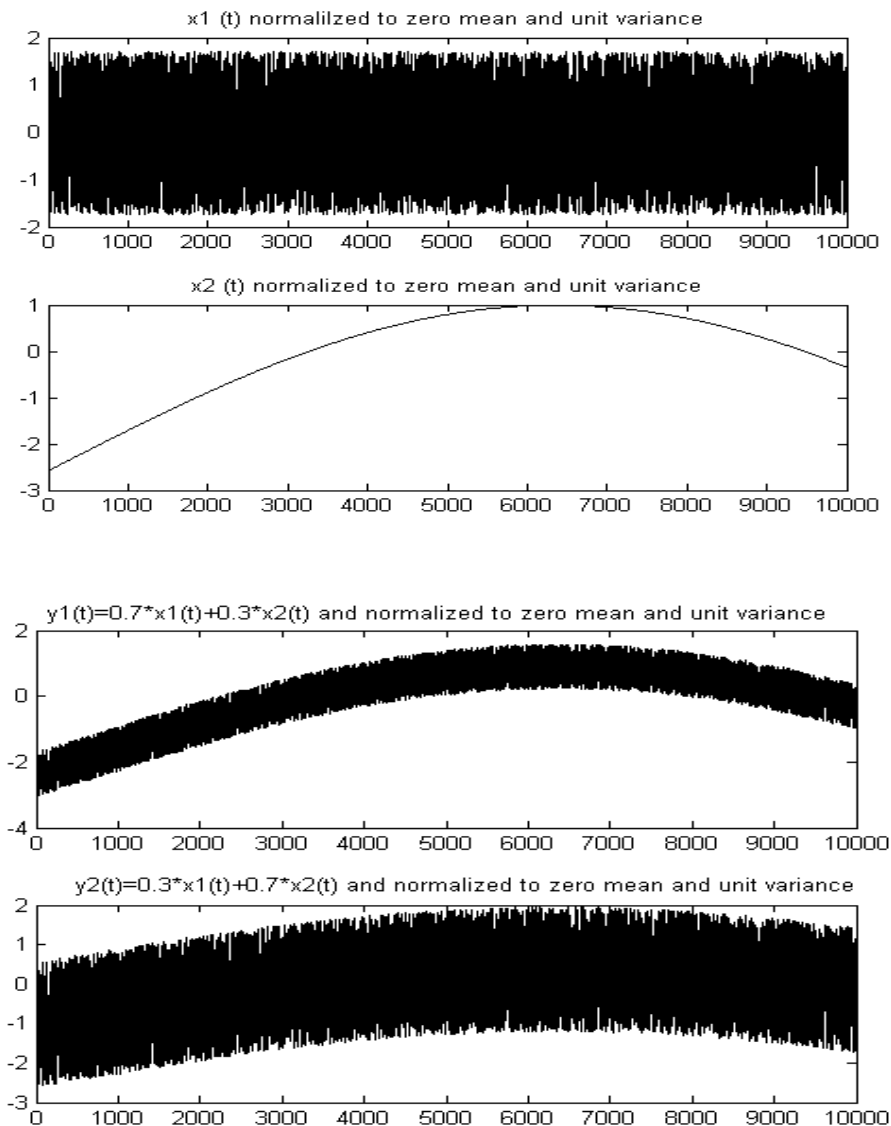 x1 (t) normalilzed to zero mean and unit variance
2
1
0
-1
-2
0 1000 2000 3000 4000 5000 6000 7000 8000 9000 10000
x2 (t) normalized to zero mean and unit variance
1
0
-1
-2
-3
0 1000 2000 3000 4000 5000 6000 7000 8000 9000 10000
y1(t)=0.7*x1(t)+0.3*x2(t) and normalized to zero mean and unit variance
2
0
-2
-4
0 1000 2000 3000 4000 5000 6000 7000 8000 9000 10000
y2(t)=0.3*x1(t)+0.7*x2(t) and normalized to zero mean and unit variance
2
1
0
-1
-2
-3
0 1000 2000 3000 4000 5000 6000 7000 8000 9000 10000